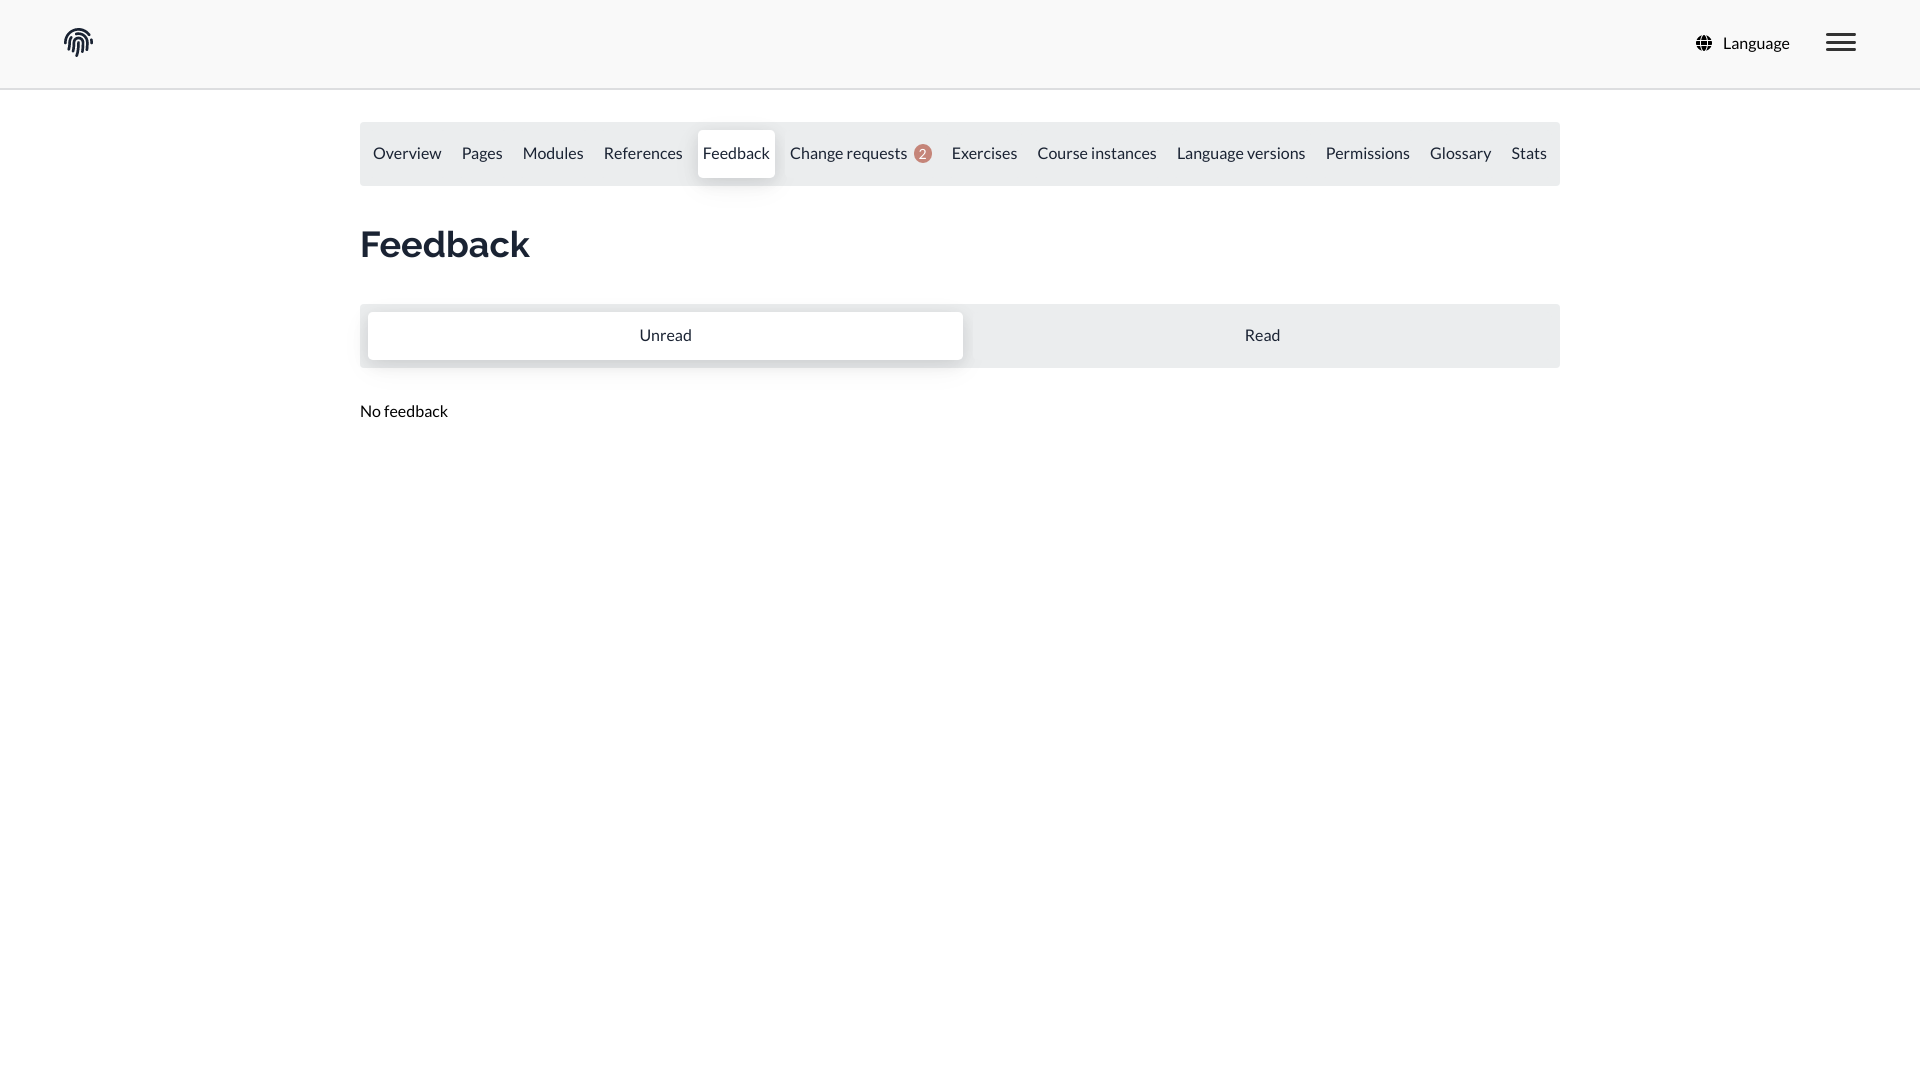 Language
Overview Pages Modules References Feedback Change requests 2 Exercises Course instances Language versions Permissions Glossary Stats
Feedback
Unread Read
No feedback